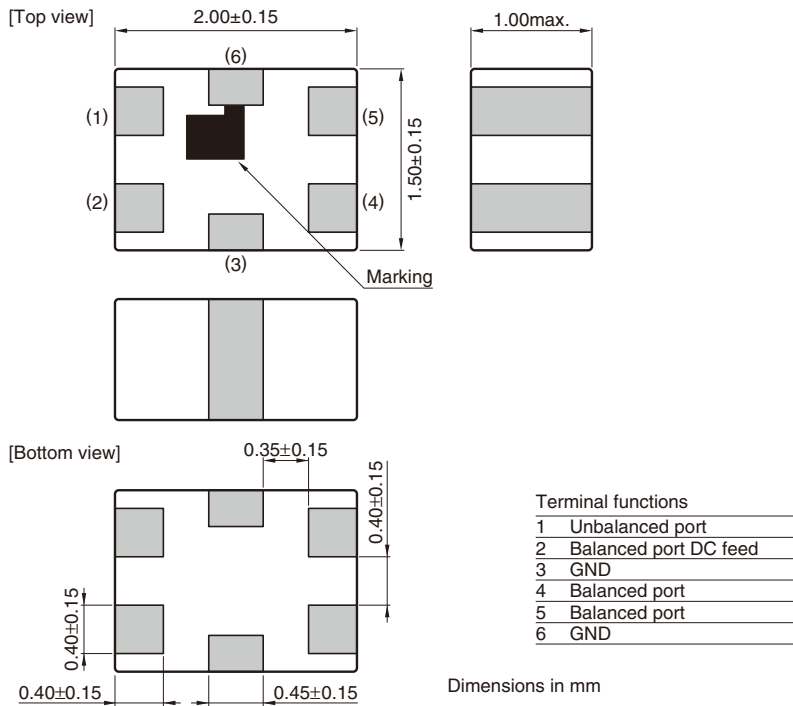 [Top view]
2.00±0.15
1.00max.
(6)
(1)
(5)
1.50±0.15
(2)
(4)
(3)
Marking
[Bottom view]
0.35±0.15
0.40±0.15
0.40±0.15
0.40±0.15
0.45±0.15
Terminal functions
1 Unbalanced port
2 Balanced port DC feed
3 GND
4 Balanced port
5 Balanced port
6 GND
Dimensions in mm